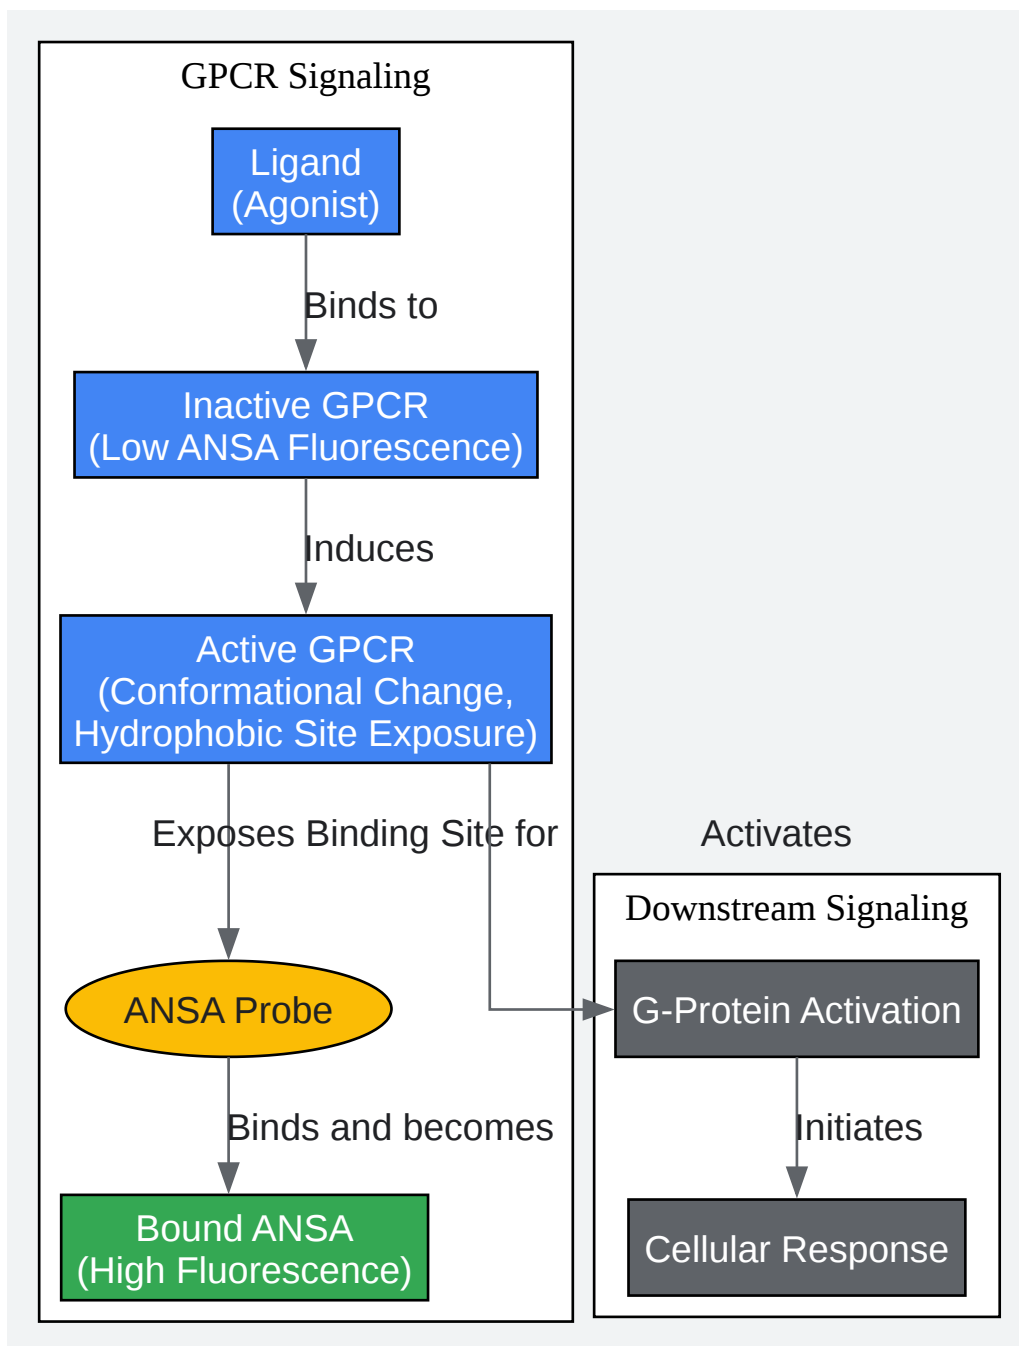 GPCR Signaling
Ligand
(Agonist)
Binds to
Inactive GPCR
(Low ANSA Fluorescence)
Induces
Active GPCR
(Conformational Change,
Hydrophobic Site Exposure)
Exposes Binding Site for
Activates
Downstream Signaling
ANSA Probe
G-Protein Activation
Binds and becomes
Initiates
Bound ANSA
(High Fluorescence)
Cellular Response